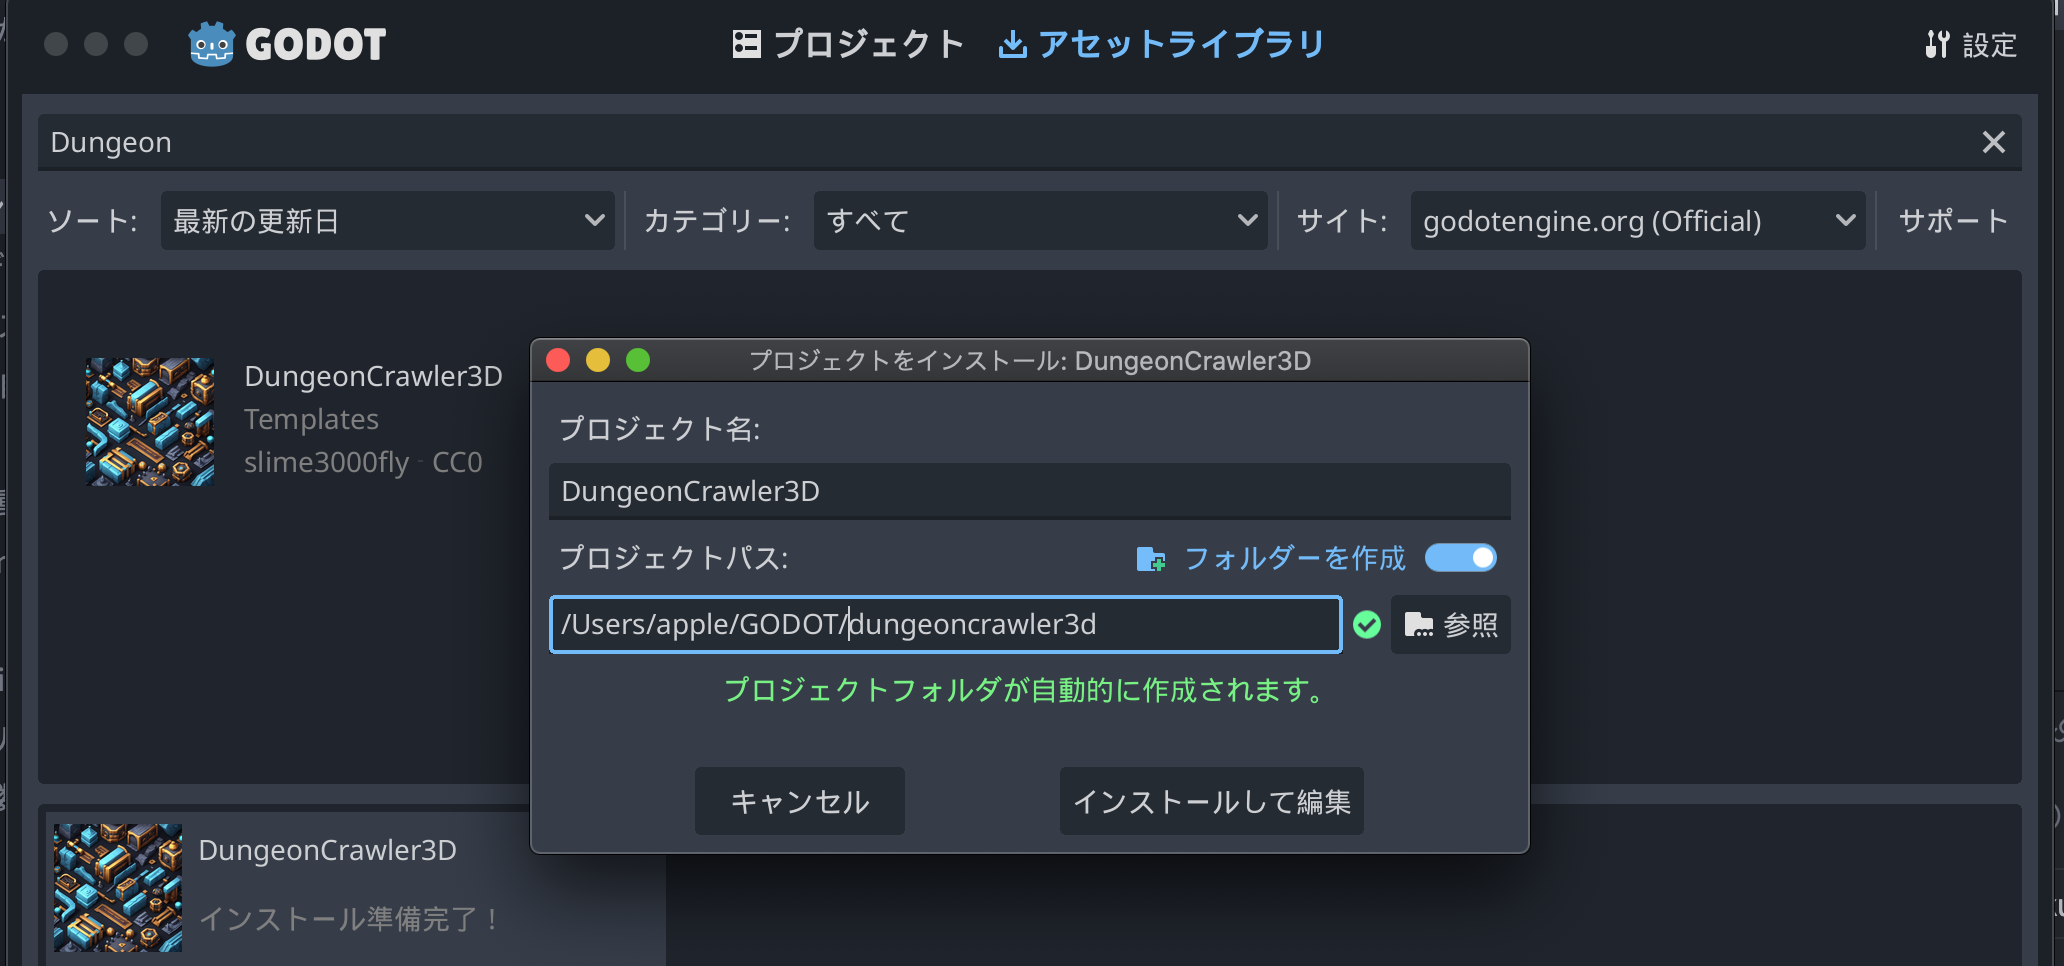 GODOT
プロジェクト
アセットライブラリ
設定
Dungeon
ソート: 最新の更新日 カテゴリー: すべて サイト: godotengine.org (Official) サポート
DungeonCrawler3D
Templates
slime3000fly - CC0
プロジェクトをインストール: DungeonCrawler3D
プロジェクト名:
DungeonCrawler3D
プロジェクトパス:
フォルダーを作成
/Users/apple/GODOT/dungeoncrawler3d
参照
プロジェクトフォルダが自動的に作成されます。
キャンセル
インストールして編集
DungeonCrawler3D
インストール準備完了！